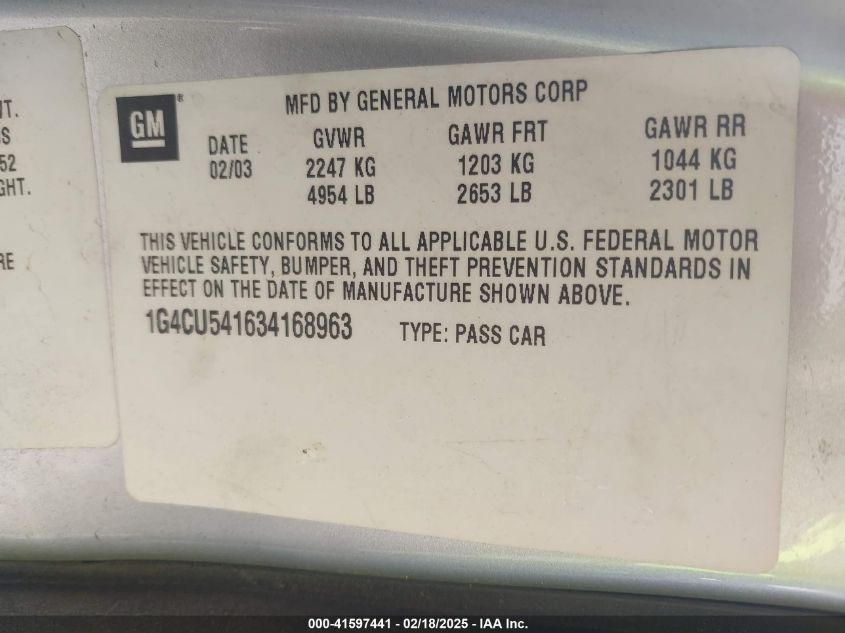 T.
S
52
GHT.
RE
GM®
MFD BY GENERAL MOTORS CORP
DATE GVWR GAWR FRT GAWR RR
02/03 2247 KG 1203 KG 1044 KG
4954 LB 2653 LB 2301 LB
THIS VEHICLE CONFORMS TO ALL APPLICABLE U.S. FEDERAL MOTOR
VEHICLE SAFETY, BUMPER, AND THEFT PREVENTION STANDARDS IN
EFFECT ON THE DATE OF MANUFACTURE SHOWN ABOVE.
1G4CU541634168963 TYPE: PASS CAR
000-41597441 - 02/18/2025 - IAA Inc.